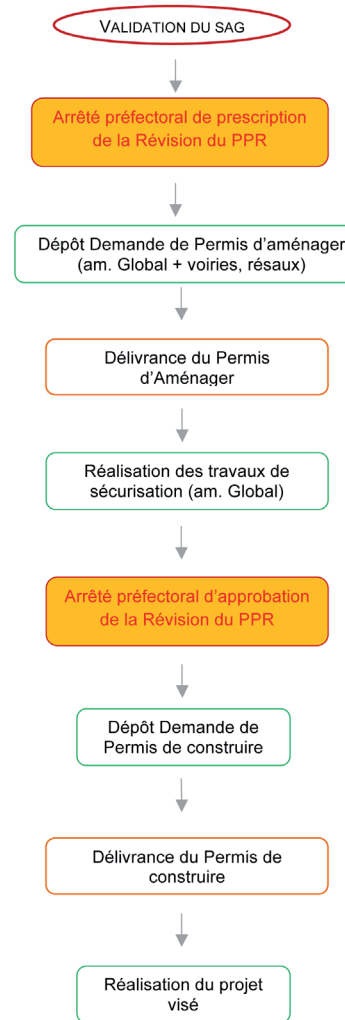 VALIDATION DU SAG
Arrêté préfectoral de prescription
de la Révision du PPR
Dépôt Demande de Permis d'aménager
(am. Global + voiries, résaux)
Délivrance du Permis
d'Aménager
Réalisation des travaux de
sécurisation (am. Global)
Arrêté préfectoral d'approbation
de la Révision du PPR
Dépôt Demande de
Permis de construire
Délivrance du Permis de
construire
Réalisation du projet
visé